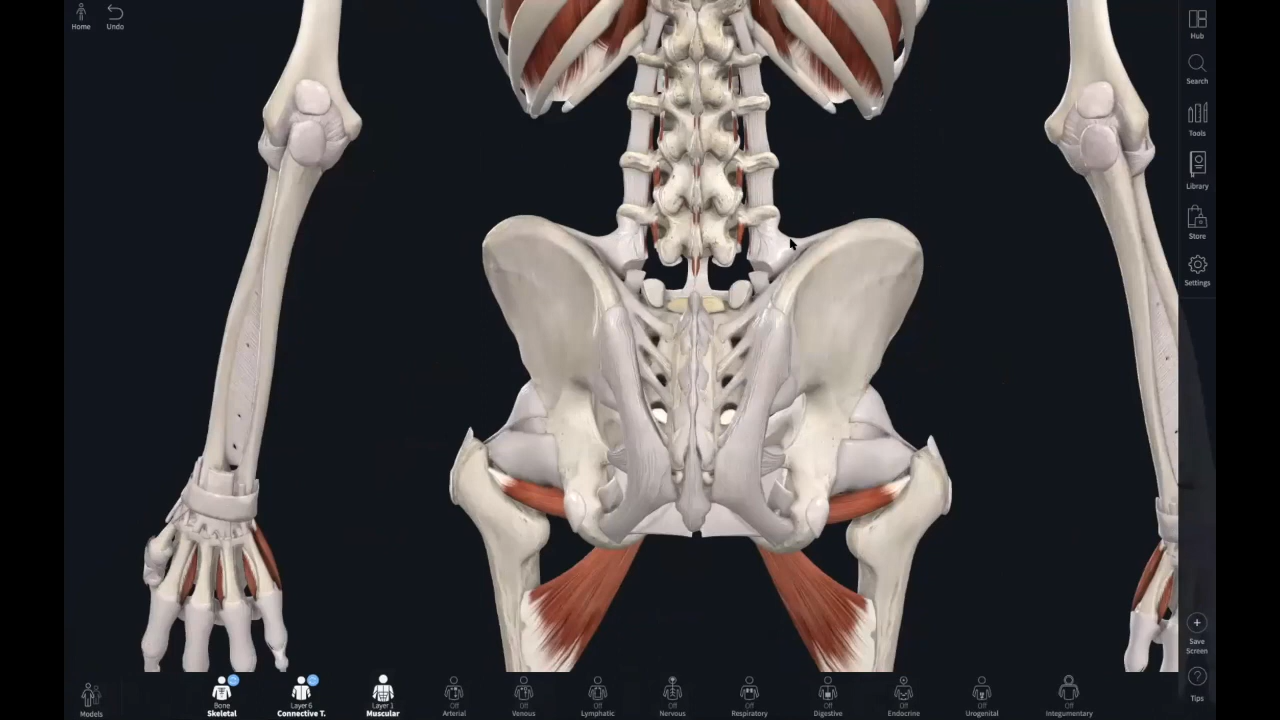 Home
Undo
Hub
Search
Tools
Library
Store
Settings
Save
Screen
Tips
Models
Bone
Skeletal
Layer 6
Connective T.
Layer 1
Muscular
Off
Arterial
Off
Venous
Off
Lymphatic
Off
Nervous
Off
Respiratory
Off
Digestive
Off
Endocrine
Off
Urogenital
Off
Integumentary